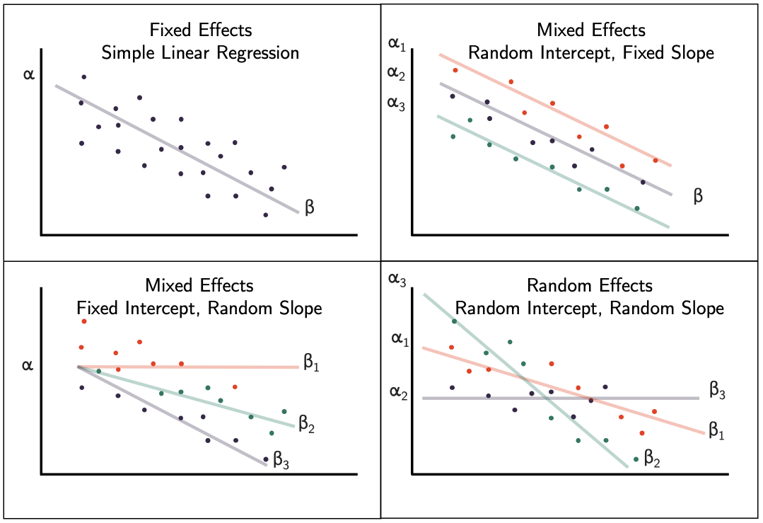 Fixed Effects
Simple Linear Regression
α
β
Mixed Effects
Random Intercept, Fixed Slope
α1
α2
α3
β
Mixed Effects
Fixed Intercept, Random Slope
α
β1
β2
β3
Random Effects
Random Intercept, Random Slope
α3
α1
α2
β3
β1
β2